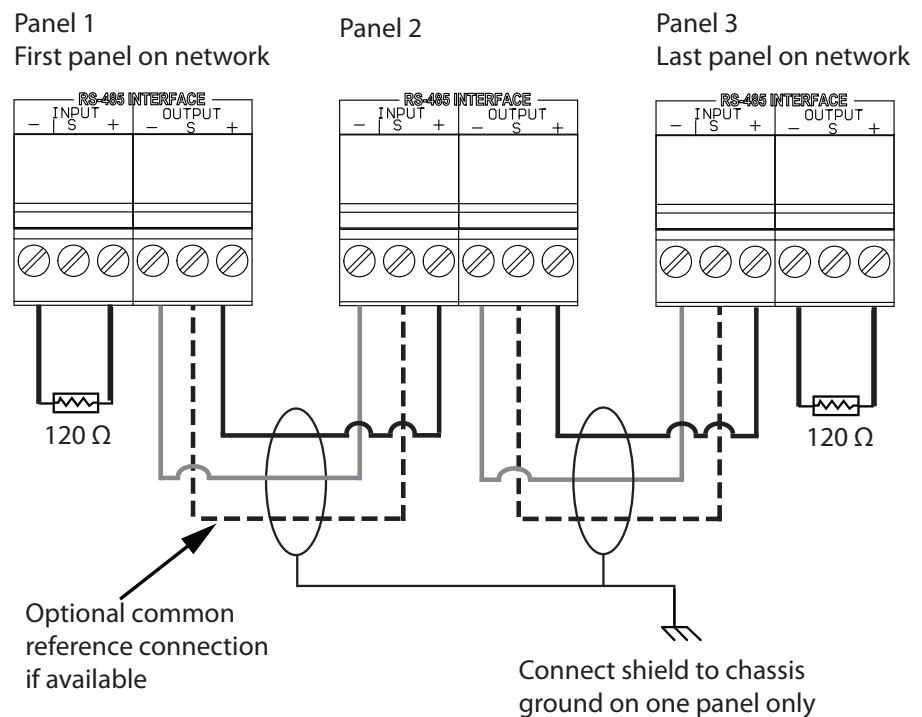 Panel 1
First panel on network
Panel 2
Panel 3
Last panel on network
RS-485 INTERFACE
INPUT OUTPUT
− S + − S +
RS-485 INTERFACE
INPUT OUTPUT
− S + − S +
RS-485 INTERFACE
INPUT OUTPUT
− S + − S +
120 Ω
120 Ω
Optional common
reference connection
if available
Connect shield to chassis
ground on one panel only